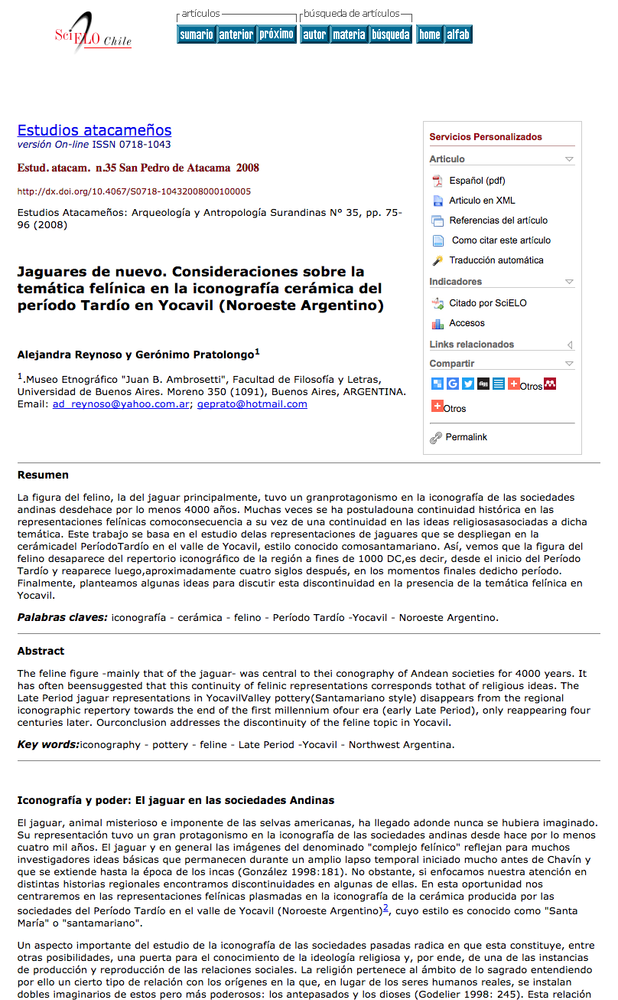 SciELO Chile
artículos
búsqueda de artículos
sumario anterior próximo autor materia búsqueda home alfab
Estudios atacameños
versión On-line ISSN 0718-1043
Estud. atacam. n.35 San Pedro de Atacama 2008
http://dx.doi.org/10.4067/S0718-10432008000100005
Estudios Atacameños: Arqueología y Antropología Surandinas N° 35, pp. 75-
96 (2008)
Jaguares de nuevo. Consideraciones sobre la
temática felínica en la iconografía cerámica del
período Tardío en Yocavil (Noroeste Argentino)
Alejandra Reynoso y Gerónimo Pratolongo1
1.Museo Etnográfico "Juan B. Ambrosetti", Facultad de Filosofía y Letras,
Universidad de Buenos Aires. Moreno 350 (1091), Buenos Aires, ARGENTINA.
Email: ad_reynoso@yahoo.com.ar; geprato@hotmail.com
Servicios Personalizados
Articulo
Español (pdf)
Articulo en XML
Referencias del artículo
Como citar este artículo
Traducción automática
Indicadores
Citado por SciELO
Accesos
Links relacionados
Compartir
digg Otros
Otros
Permalink
Resumen
La figura del felino, la del jaguar principalmente, tuvo un granprotagonismo en la iconografía de las sociedades
andinas desdehace por lo menos 4000 años. Muchas veces se ha postuladouna continuidad histórica en las
representaciones felínicas comoconsecuencia a su vez de una continuidad en las ideas religiosasasociadas a dicha
temática. Este trabajo se basa en el estudio delas representaciones de jaguares que se despliegan en la
cerámicadel PeríodoTardío en el valle de Yocavil, estilo conocido comosantamariano. Así, vemos que la figura del
felino desaparece del repertorio iconográfico de la región a fines de 1000 DC,es decir, desde el inicio del Período
Tardío y reaparece luego,aproximadamente cuatro siglos después, en los momentos finales dedicho período.
Finalmente, planteamos algunas ideas para discutir esta discontinuidad en la presencia de la temática felínica en
Yocavil.
Palabras claves: iconografía - cerámica - felino - Período Tardío -Yocavil - Noroeste Argentino.
Abstract
The feline figure -mainly that of the jaguar- was central to thei conography of Andean societies for 4000 years. It
has often beensuggested that this continuity of felinic representations corresponds tothat of religious ideas. The
Late Period jaguar representations in YocavilValley pottery(Santamariano style) disappears from the regional
iconographic repertory towards the end of the first millennium ofour era (early Late Period), only reappearing four
centuries later. Ourconclusion addresses the discontinuity of the feline topic in Yocavil.
Key words:iconography - pottery - feline - Late Period -Yocavil - Northwest Argentina.
Iconografía y poder: El jaguar en las sociedades Andinas
El jaguar, animal misterioso e imponente de las selvas americanas, ha llegado adonde nunca se hubiera imaginado.
Su representación tuvo un gran protagonismo en la iconografía de las sociedades andinas desde hace por lo menos
cuatro mil años. El jaguar y en general las imágenes del denominado "complejo felínico" reflejan para muchos
investigadores ideas básicas que permanecen durante un amplio lapso temporal iniciado mucho antes de Chavín y
que se extiende hasta la época de los incas (González 1998:181). No obstante, si enfocamos nuestra atención en
distintas historias regionales encontramos discontinuidades en algunas de ellas. En esta oportunidad nos
centraremos en las representaciones felínicas plasmadas en la iconografía de la cerámica producida por las
sociedades del Período Tardío en el valle de Yocavil (Noroeste Argentino)2, cuyo estilo es conocido como "Santa
María" o "santamariano".
Un aspecto importante del estudio de la iconografía de las sociedades pasadas radica en que esta constituye, entre
otras posibilidades, una puerta para el conocimiento de la ideología religiosa y, por ende, de una de las instancias
de producción y reproducción de las relaciones sociales. La religión pertenece al ámbito de lo sagrado entendiendo
por ello un cierto tipo de relación con los orígenes en la que, en lugar de los seres humanos reales, se instalan
dobles imaginarios de estos pero más poderosos: los antepasados y los dioses (Godelier 1998: 245). Esta relación